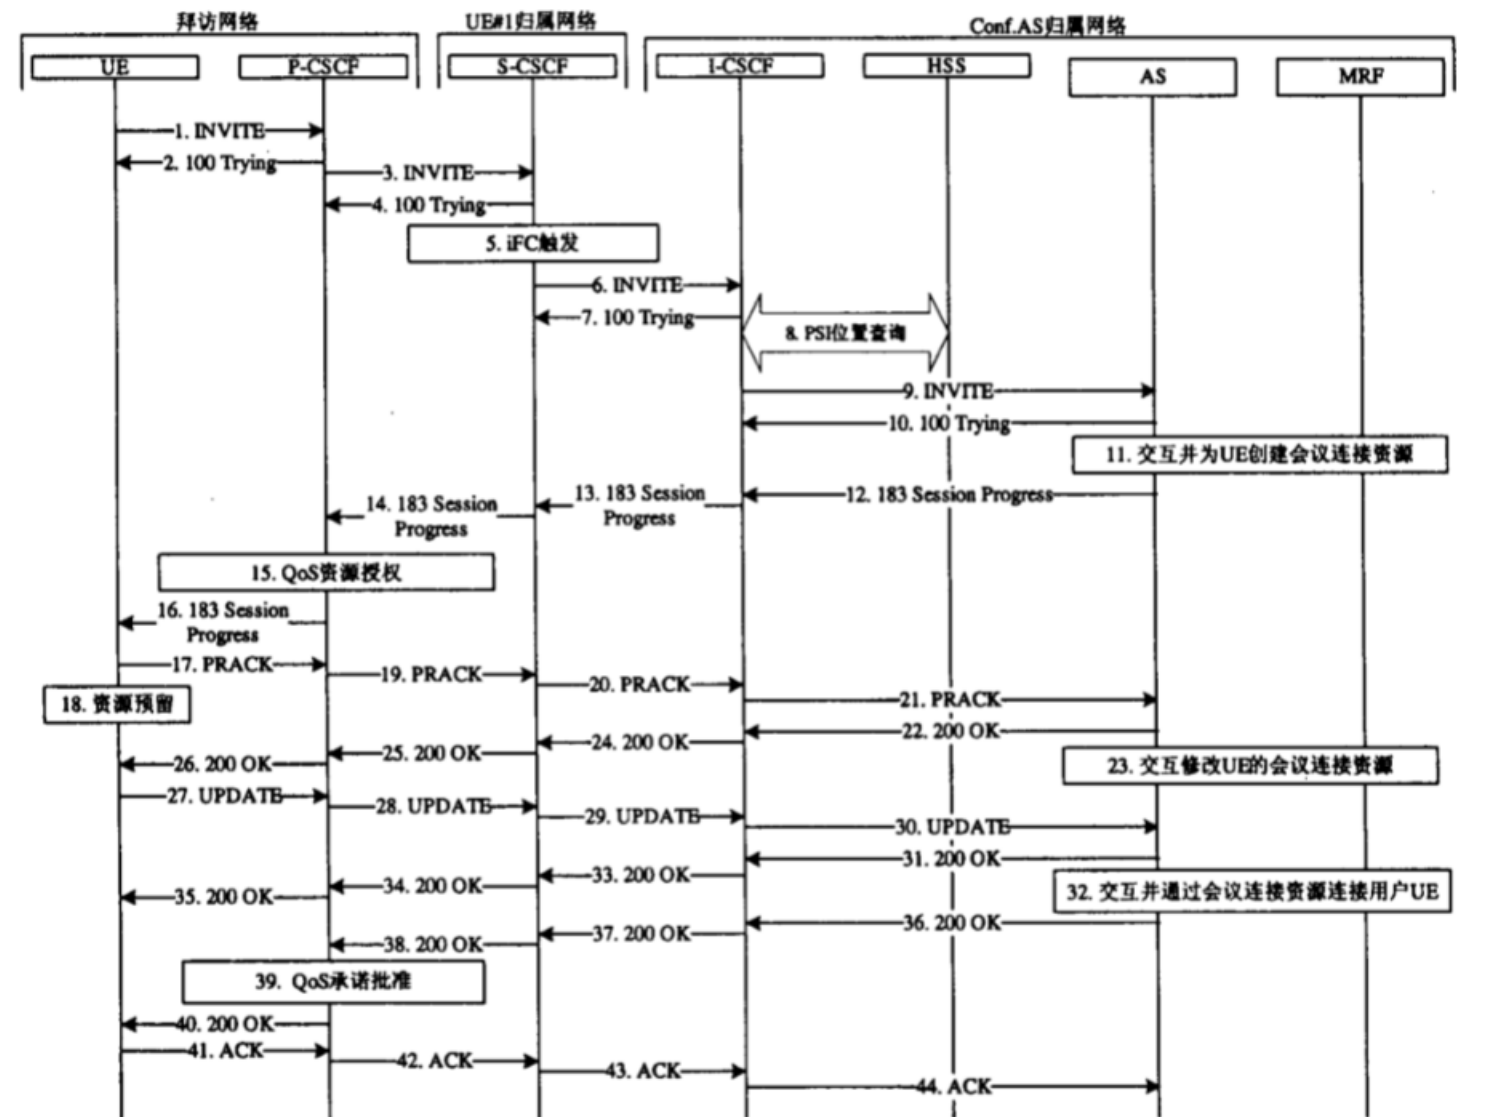 拜访网络
UE#1归属网络
Conf.AS归属网络
UE
P-CSCF
S-CSCF
I-CSCF
HSS
AS
MRF
1. INVITE
2. 100 Trying
3. INVITE
4. 100 Trying
5. iFC触发
6. INVITE
7. 100 Trying
8. PSI位置查询
9. INVITE
10. 100 Trying
11. 交互并为UE创建会议连接资源
12. 183 Session Progress
13. 183 Session
Progress
14. 183 Session
Progress
15. QoS资源授权
16. 183 Session
Progress
17. PRACK
18. 资源预留
19. PRACK
20. PRACK
21. PRACK
22. 200 OK
23. 交互修改UE的会议连接资源
24. 200 OK
25. 200 OK
26. 200 OK
27. UPDATE
28. UPDATE
29. UPDATE
30. UPDATE
31. 200 OK
32. 交互并通过会议连接资源连接用户UE
33. 200 OK
34. 200 OK
35. 200 OK
36. 200 OK
37. 200 OK
38. 200 OK
39. QoS承诺批准
40. 200 OK
41. ACK
42. ACK
43. ACK
44. ACK